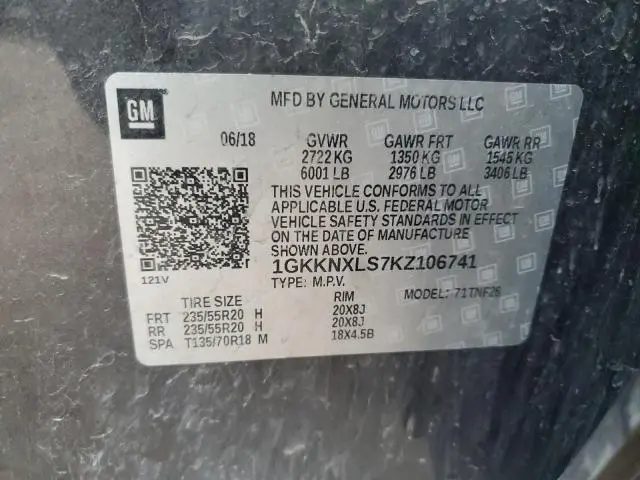 GM
MFD BY GENERAL MOTORS LLC
06/18 GVWR GAWR FRT GAWR RR
2722 KG 1350 KG 1545 KG
6001 LB 2976 LB 3406 LB
THIS VEHICLE CONFORMS TO ALL
APPLICABLE U.S. FEDERAL MOTOR
VEHICLE SAFETY STANDARDS IN EFFECT
ON THE DATE OF MANUFACTURE
SHOWN ABOVE.
1GKKNXLS7KZ106741
121V TYPE: M.P.V. MODEL: 71TNF26
TIRE SIZE RIM
FRT 235/55R20 H 20X8J
RR 235/55R20 H 20X8J
SPA T135/70R18 M 18X4.5B